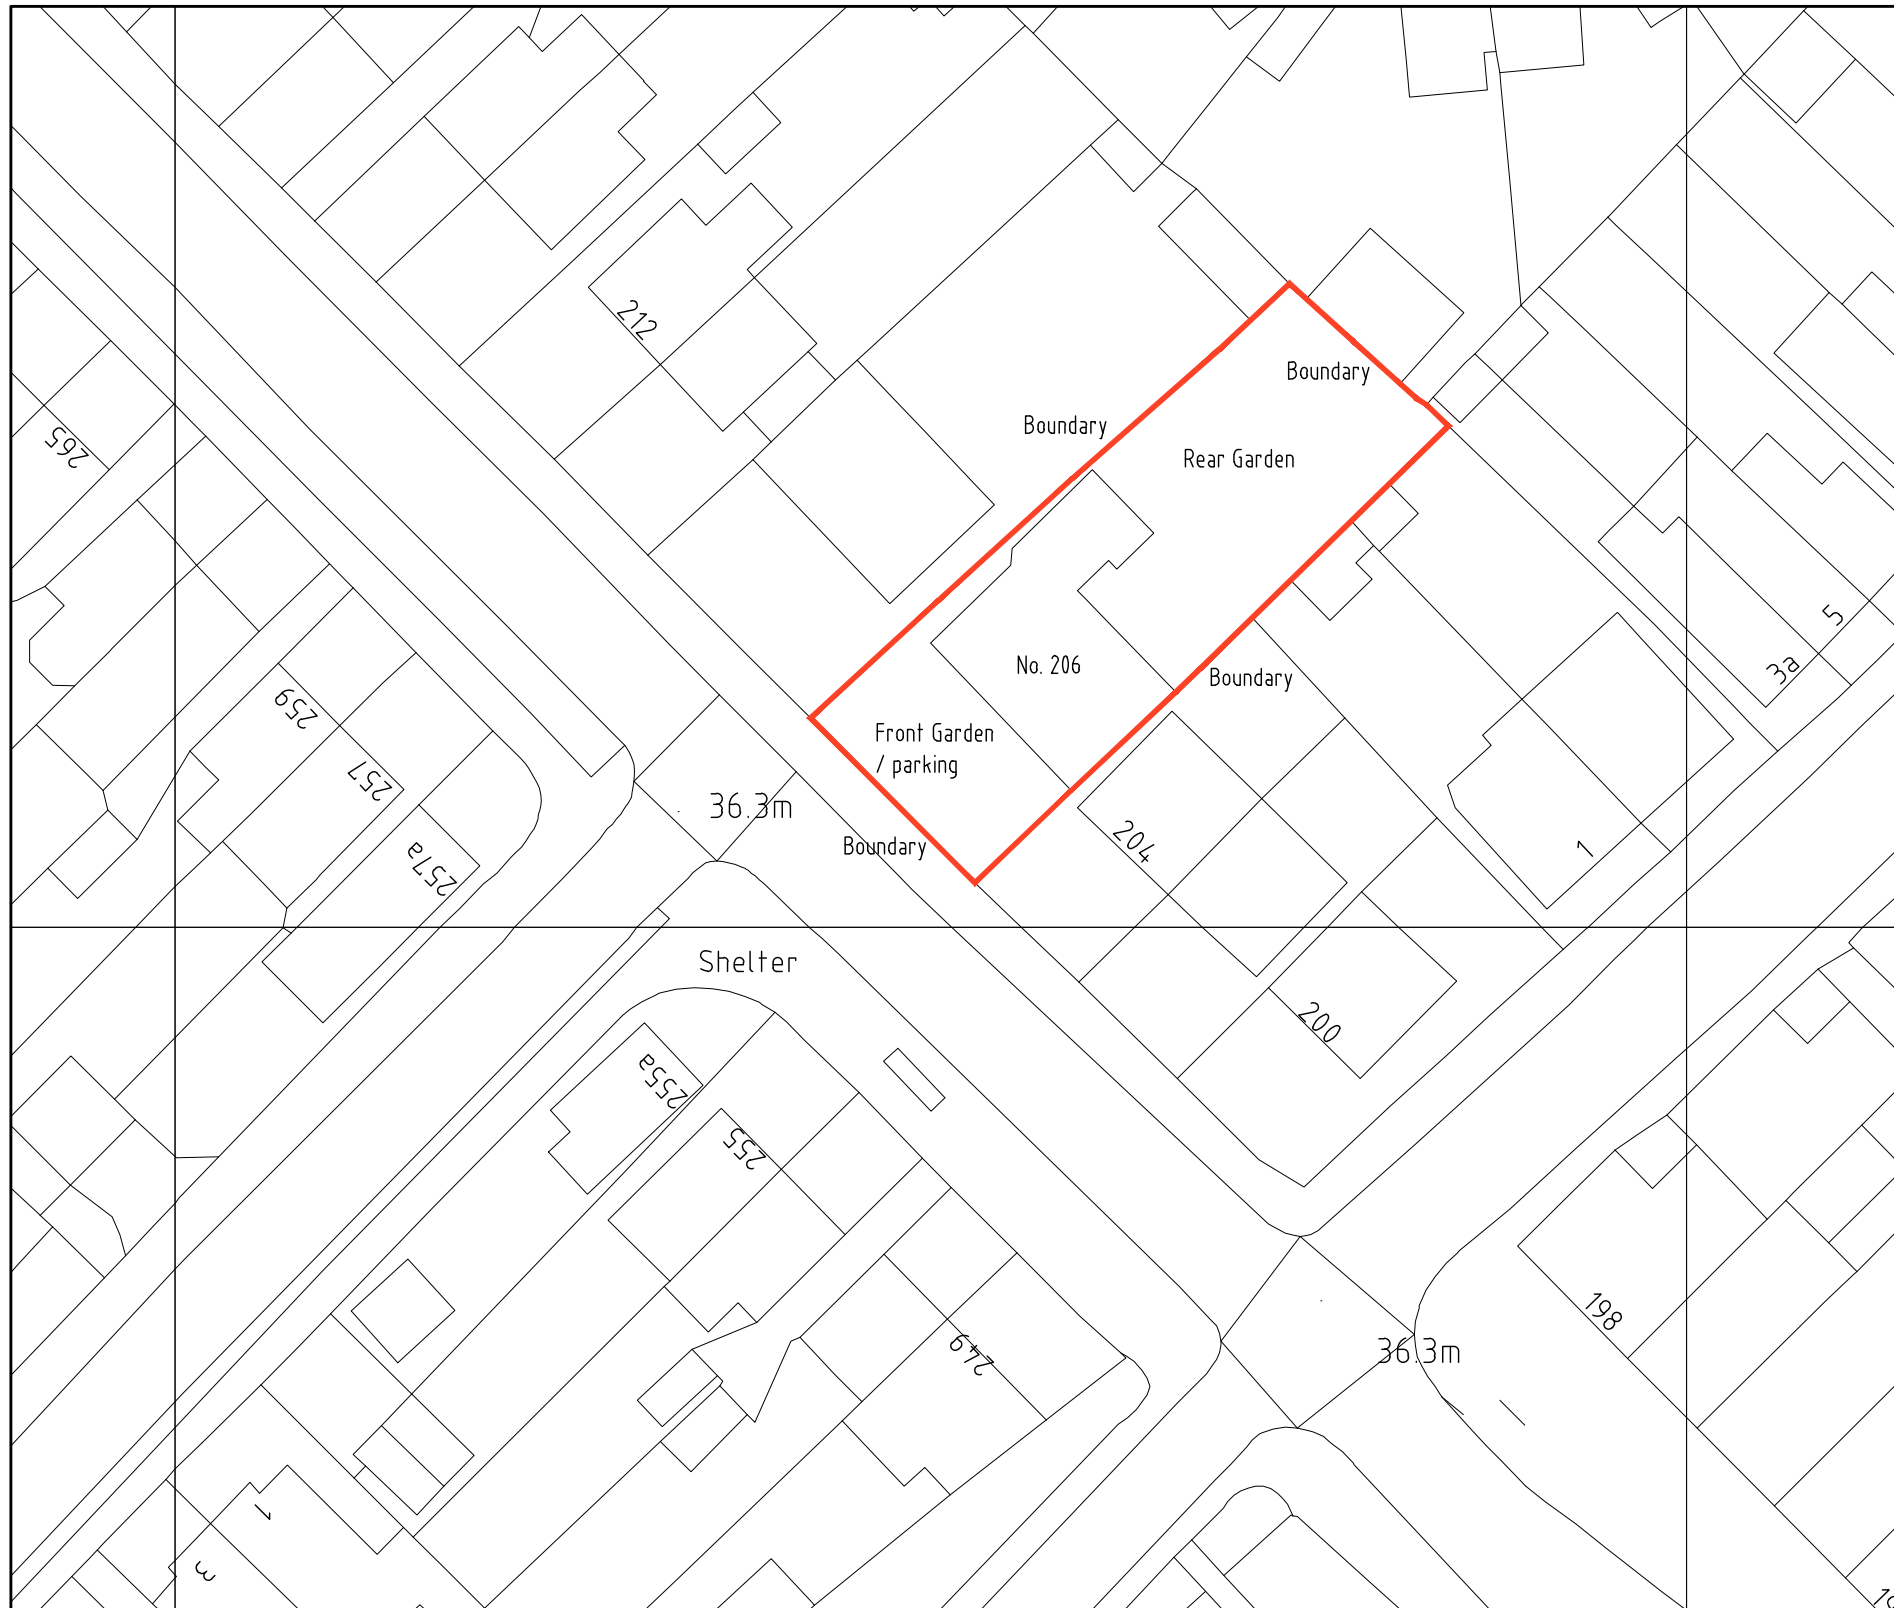 212
Boundary
Boundary
Rear Garden
265
5
No. 206
Boundary
3a
259
Front Garden
/ parking
257
36.3m
Boundary
204
1
257a
Shelter
200
255a
255
198
249
36.3m
1
3